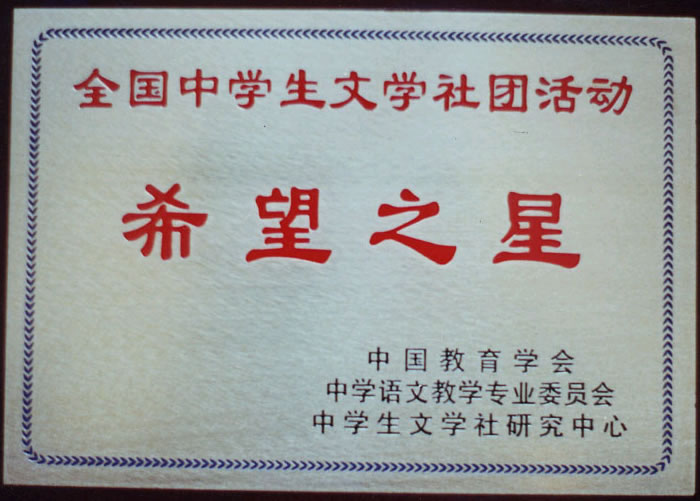 全国中学生文学社团活动
希望之星
中国教育学会
中学语文教学专业委员会
中学生文学社研究中心